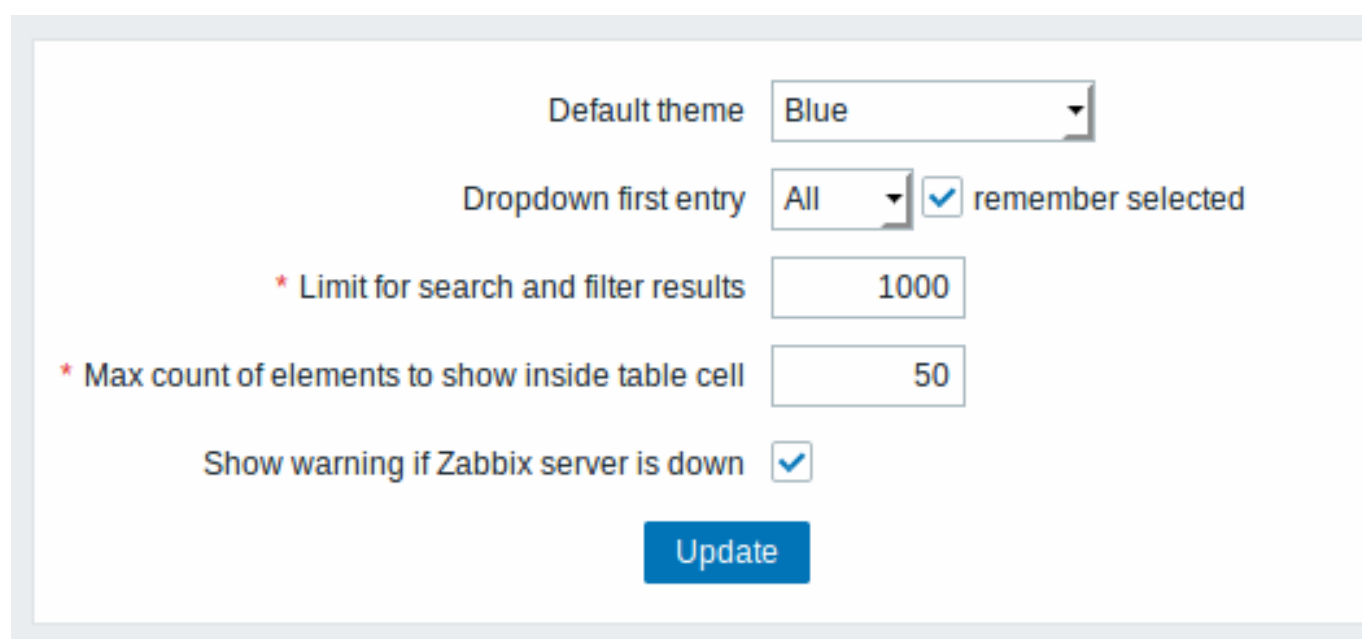 Default theme Blue
Dropdown first entry All remember selected
* Limit for search and filter results 1000
* Max count of elements to show inside table cell 50
Show warning if Zabbix server is down
Update